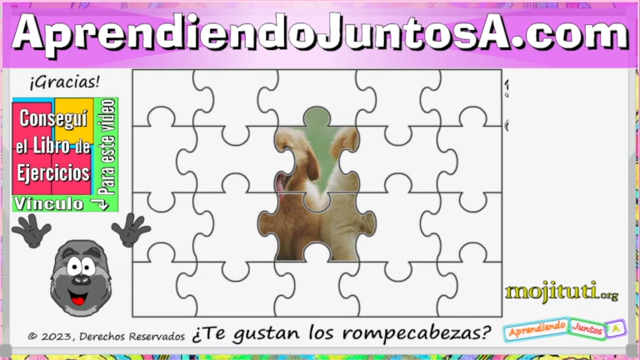 AprendiendoJuntosA.com
¡Gracias!
Conseguí
el Libro de
Ejercicios
Vínculo
Para este video
mojituti.org
Aprendiendo Juntos A.
© 2023, Derechos Reservados
¿Te gustan los rompecabezas?